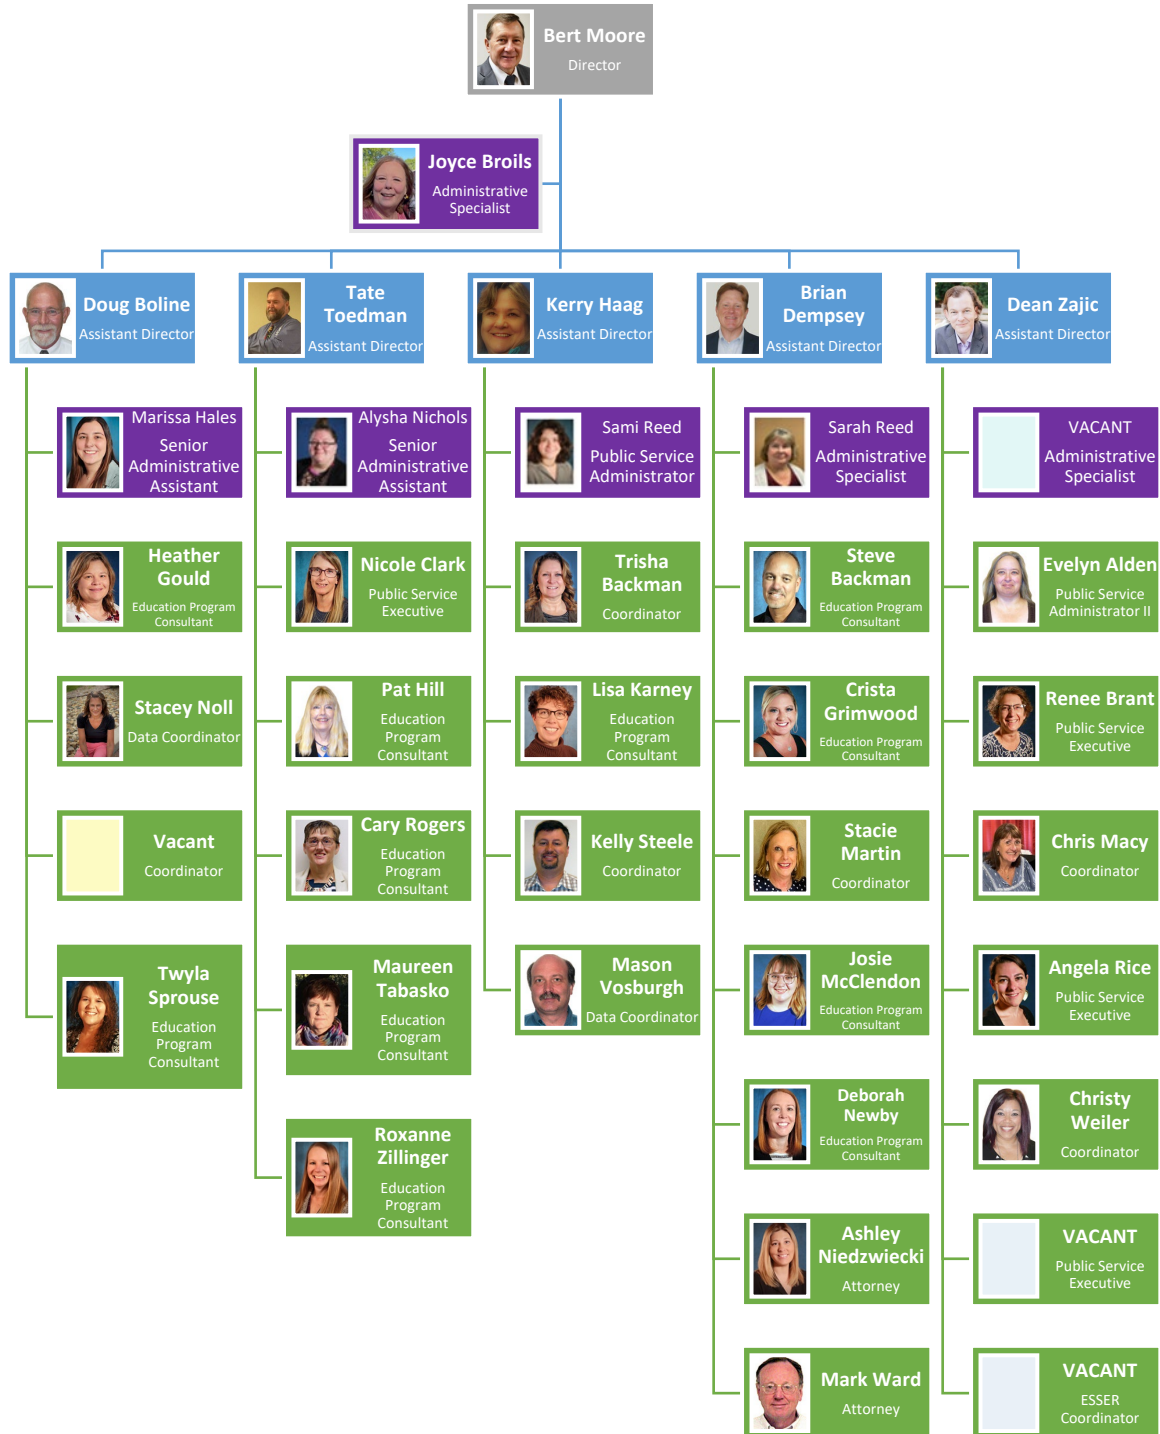 Bert Moore
Director
Joyce Broils
Administrative
Specialist
Doug Boline
Assistant Director
Tate
Toedman
Assistant Director
Kerry Haag
Assistant Director
Brian
Dempsey
Assistant Director
Dean Zajic
Assistant Director
Marissa Hales
Senior
Administrative
Assistant
Heather
Gould
Education Program
Consultant
Stacey Noll
Data Coordinator
Vacant
Coordinator
Twyla
Sprouse
Education
Program
Consultant
Alysha Nichols
Senior
Administrative
Assistant
Nicole Clark
Public Service
Executive
Pat Hill
Education
Program
Consultant
Cary Rogers
Education
Program
Consultant
Maureen
Tabasko
Education
Program
Consultant
Roxanne
Zillinger
Education
Program
Consultant
Sami Reed
Public Service
Administrator
Trisha
Backman
Coordinator
Lisa Karney
Education
Program
Consultant
Kelly Steele
Coordinator
Mason
Vosburgh
Data Coordinator
Sarah Reed
Administrative
Specialist
Steve
Backman
Education Program
Consultant
Crista
Grimwood
Education Program
Consultant
Stacie
Martin
Coordinator
Josie
McClendon
Education Program
Consultant
Deborah
Newby
Education Program
Consultant
Ashley
Niedzwiecki
Attorney
Mark Ward
Attorney
VACANT
Administrative
Specialist
Evelyn Alden
Public Service
Administrator II
Renee Brant
Public Service
Executive
Chris Macy
Coordinator
Angela Rice
Public Service
Executive
Christy
Weiler
Coordinator
VACANT
Public Service
Executive
VACANT
ESSER
Coordinator